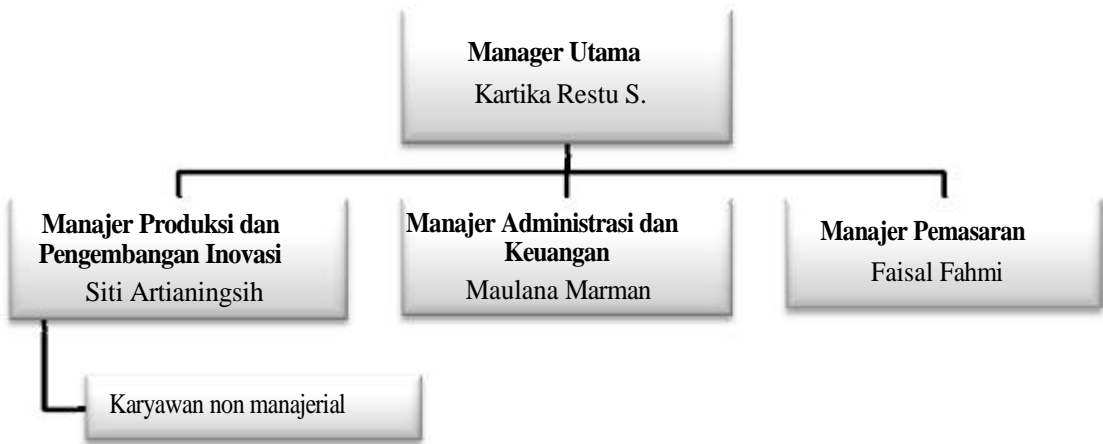 Manager Utama
Kartika Restu S.
Manajer Produksi dan
Pengembangan Inovasi
Siti Artianingsih
Manajer Administrasi dan
Keuangan
Maulana Marman
Manajer Pemasaran
Faisal Fahmi
Karyawan non manajerial